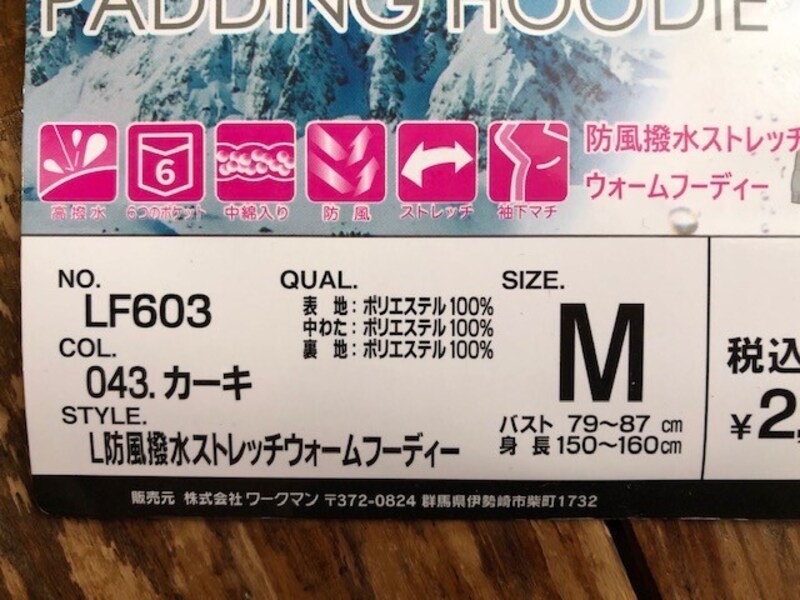 PADDING HOODIE
6
高撥水 6つのポケット 中綿入り 防風 ストレッチ 袖下マチ
防風撥水ストレッチ
ウォームフーディー
NO.
LF603
COL.
043. カーキ
STYLE.
L防風撥水ストレッチウォームフーディー
QUAL.
表 地:ポリエステル100%
中わた:ポリエステル100%
裏 地:ポリエステル100%
SIZE.
M
バスト 79〜87 cm
身 長 150〜160cm
税込
¥2,
販売元 株式会社 ワークマン 〒372-0824 群馬県伊勢崎市柴町1732